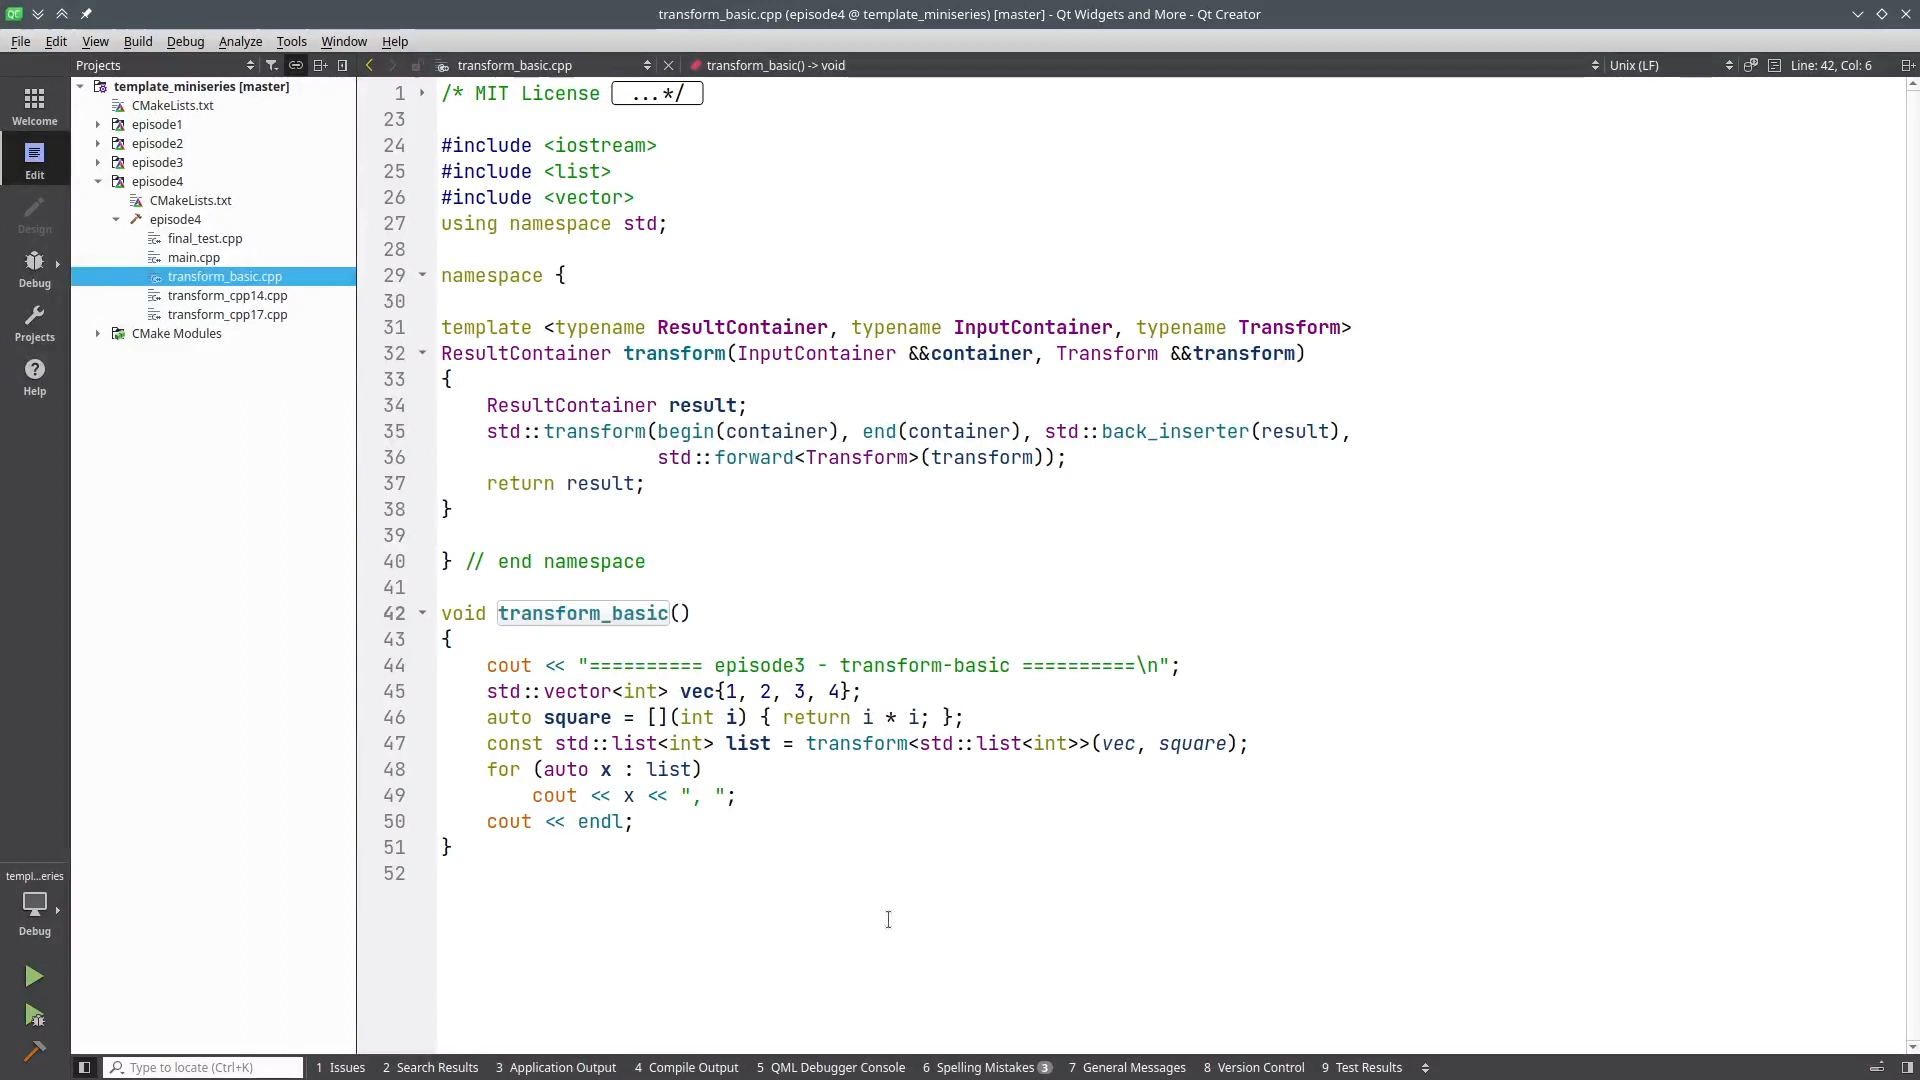 transform_basic.cpp (episode4 @ template_miniseries) [master] - Qt Widgets and More - Qt Creator
File Edit View Build Debug Analyze Tools Window Help
Projects transform_basic.cpp transform_basic() -> void Unix (LF) Line: 42, Col: 6
Welcome
Edit
Design
Debug
Projects
Help
templ...eries
Debug
template_miniseries [master]
CMakeLists.txt
episode1
episode2
episode3
episode4
CMakeLists.txt
episode4
final_test.cpp
main.cpp
transform_basic.cpp
transform_cpp14.cpp
transform_cpp17.cpp
CMake Modules
1 /* MIT License ...*/
23
24 #include <iostream>
25 #include <list>
26 #include <vector>
27 using namespace std;
28
29 namespace {
30
31 template <typename ResultContainer, typename InputContainer, typename Transform>
32 ResultContainer transform(InputContainer &&container, Transform &&transform)
33 {
34     ResultContainer result;
35     std::transform(begin(container), end(container), std::back_inserter(result),
36                    std::forward<Transform>(transform));
37     return result;
38 }
39
40 } // end namespace
41
42 void transform_basic()
43 {
44     cout << "========== episode3 - transform-basic ==========\n";
45     std::vector<int> vec{1, 2, 3, 4};
46     auto square = [](int i) { return i * i; };
47     const std::list<int> list = transform<std::list<int>>(vec, square);
48     for (auto x : list)
49         cout << x << ", ";
50     cout << endl;
51 }
52
Type to locate (Ctrl+K) 1 Issues 2 Search Results 3 Application Output 4 Compile Output 5 QML Debugger Console 6 Spelling Mistakes 3 7 General Messages 8 Version Control 9 Test Results